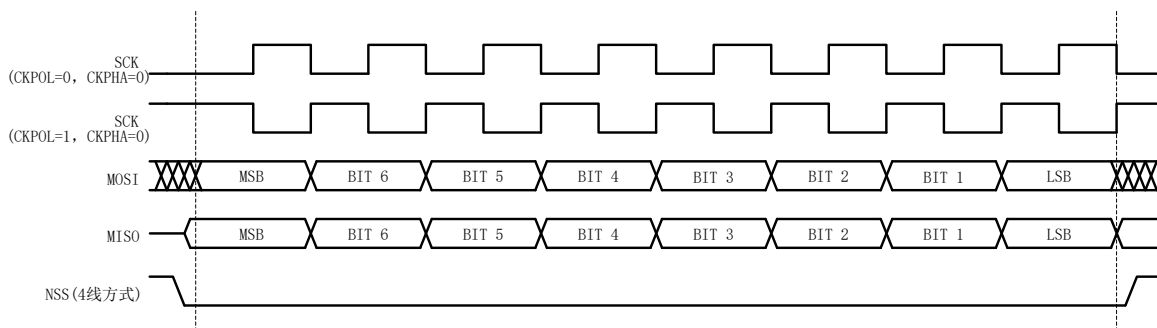 SCK
(CKPOL=0，CKPHA=0)
SCK
(CKPOL=1，CKPHA=0)
MOSI MSB BIT 6 BIT 5 BIT 4 BIT 3 BIT 2 BIT 1 LSB
MISO MSB BIT 6 BIT 5 BIT 4 BIT 3 BIT 2 BIT 1 LSB
NSS(4线方式)